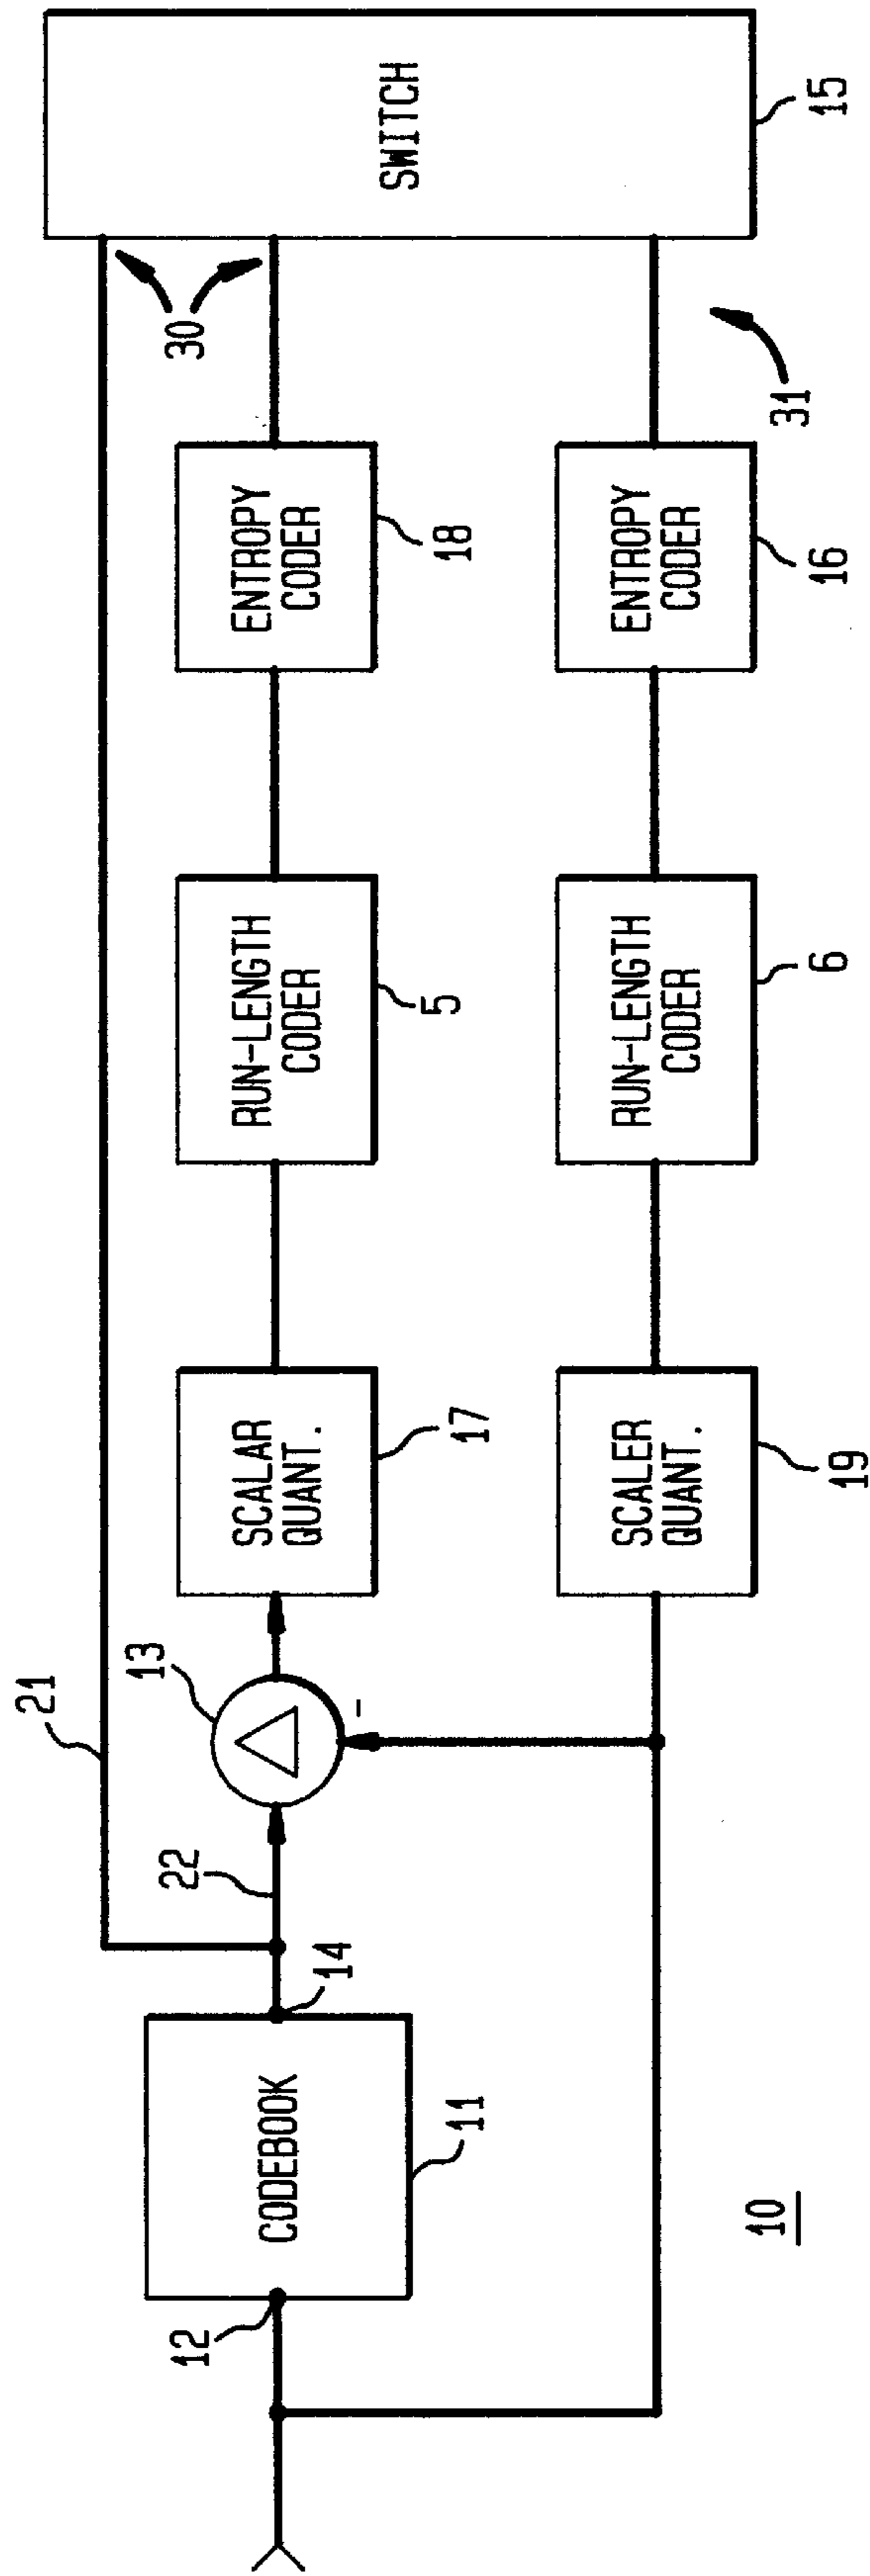 21
30
SWITCH
15
12
CODEBOOK
11
14
22
13
SCALAR
QUANT.
17
RUN-LENGTH
CODER
5
ENTROPY
CODER
18
-
SCALER
QUANT.
19
RUN-LENGTH
CODER
6
ENTROPY
CODER
16
31
10